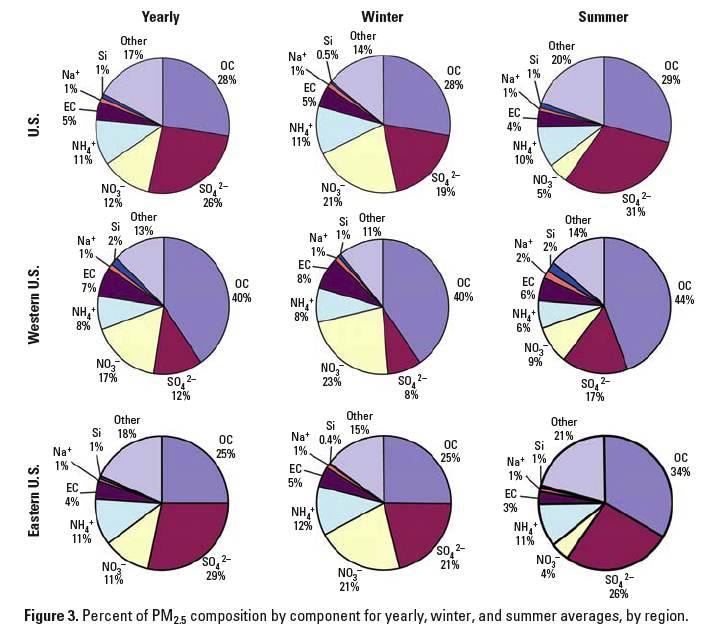 Yearly
Winter
Summer
U.S.
Other
17%
Si
1%
Na⁺
1%
EC
5%
NH₄⁺
11%
NO₃⁻
12%
SO₄²⁻
26%
OC
28%
Other
14%
Si
0.5%
Na⁺
1%
EC
5%
NH₄⁺
11%
NO₃⁻
21%
SO₄²⁻
19%
OC
28%
Other
20%
Si
1%
Na⁺
1%
EC
4%
NH₄⁺
10%
NO₃⁻
5%
SO₄²⁻
31%
OC
29%
Western U.S.
Other
13%
Si
2%
Na⁺
1%
EC
7%
NH₄⁺
8%
NO₃⁻
17%
SO₄²⁻
12%
OC
40%
Other
11%
Si
1%
Na⁺
1%
EC
8%
NH₄⁺
8%
NO₃⁻
23%
SO₄²⁻
8%
OC
40%
Other
14%
Si
2%
Na⁺
2%
EC
6%
NH₄⁺
6%
NO₃⁻
9%
SO₄²⁻
17%
OC
44%
Eastern U.S.
Other
18%
Si
1%
Na⁺
1%
EC
4%
NH₄⁺
11%
NO₃⁻
11%
SO₄²⁻
29%
OC
25%
Other
15%
Si
0.4%
Na⁺
1%
EC
5%
NH₄⁺
12%
NO₃⁻
21%
SO₄²⁻
21%
OC
25%
Other
21%
Si
1%
Na⁺
1%
EC
3%
NH₄⁺
11%
NO₃⁻
4%
SO₄²⁻
26%
OC
34%
Figure 3. Percent of PM₂.₅ composition by component for yearly, winter, and summer averages, by region.